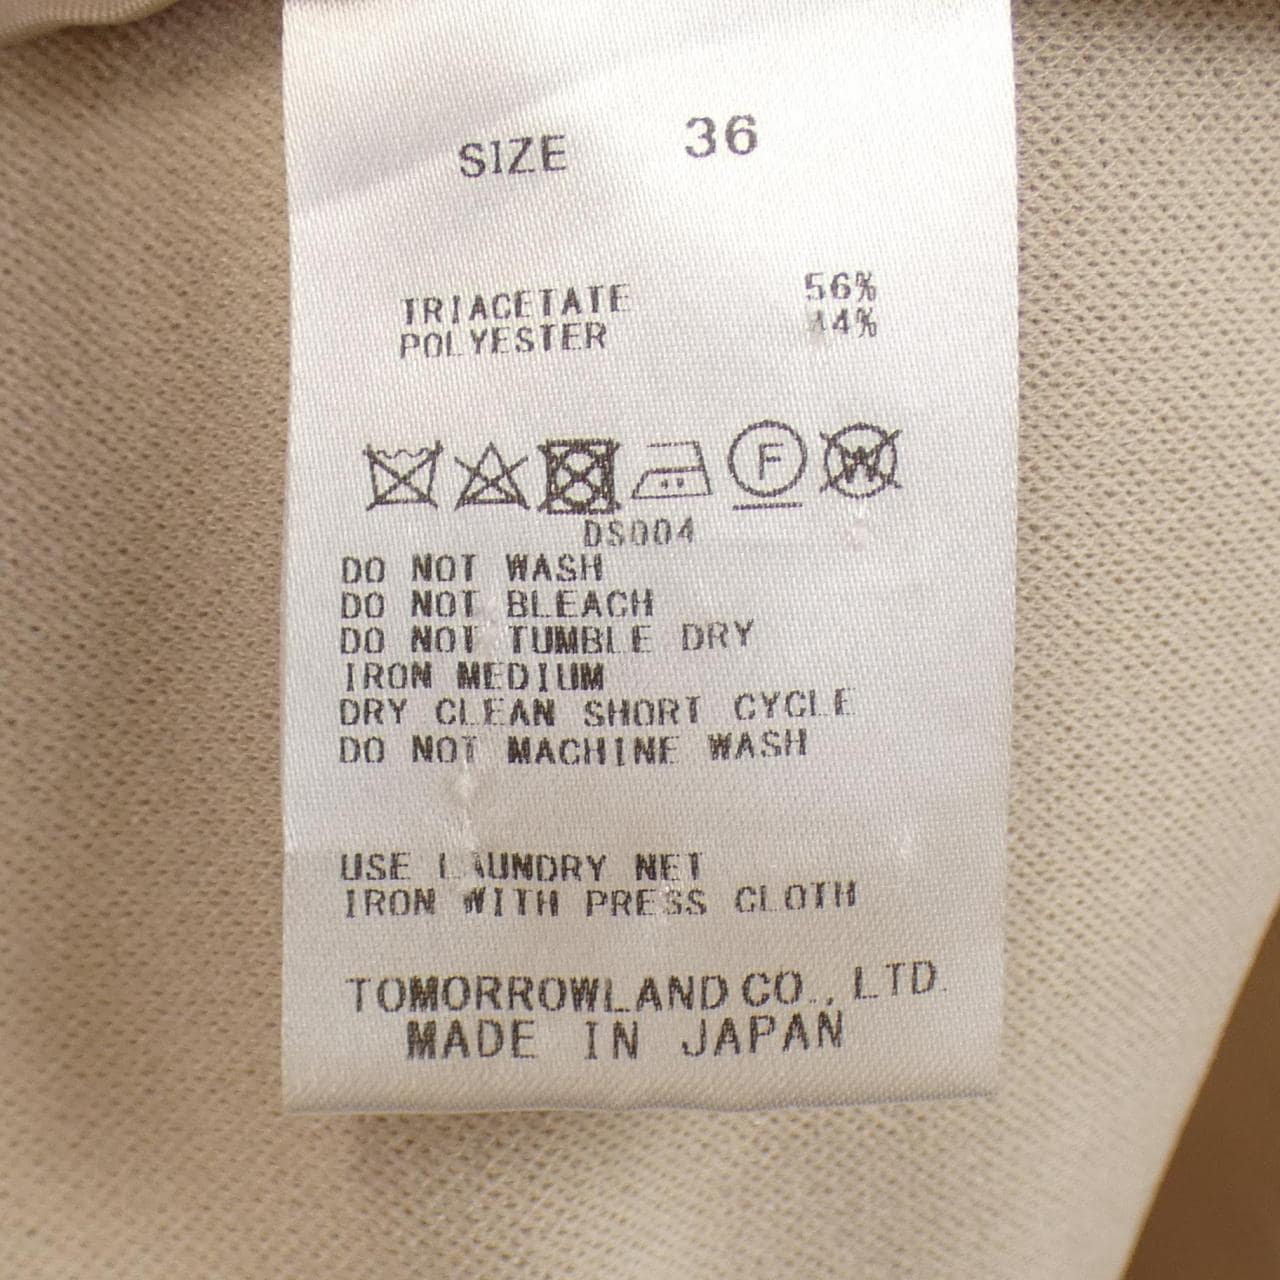 SIZE 36
TRIACETATE 56%
POLYESTER 44%
F W
DS004
DO NOT WASH
DO NOT BLEACH
DO NOT TUMBLE DRY
IRON MEDIUM
DRY CLEAN SHORT CYCLE
DO NOT MACHINE WASH
USE LAUNDRY NET
IRON WITH PRESS CLOTH
TOMORROWLAND CO., LTD.
MADE IN JAPAN